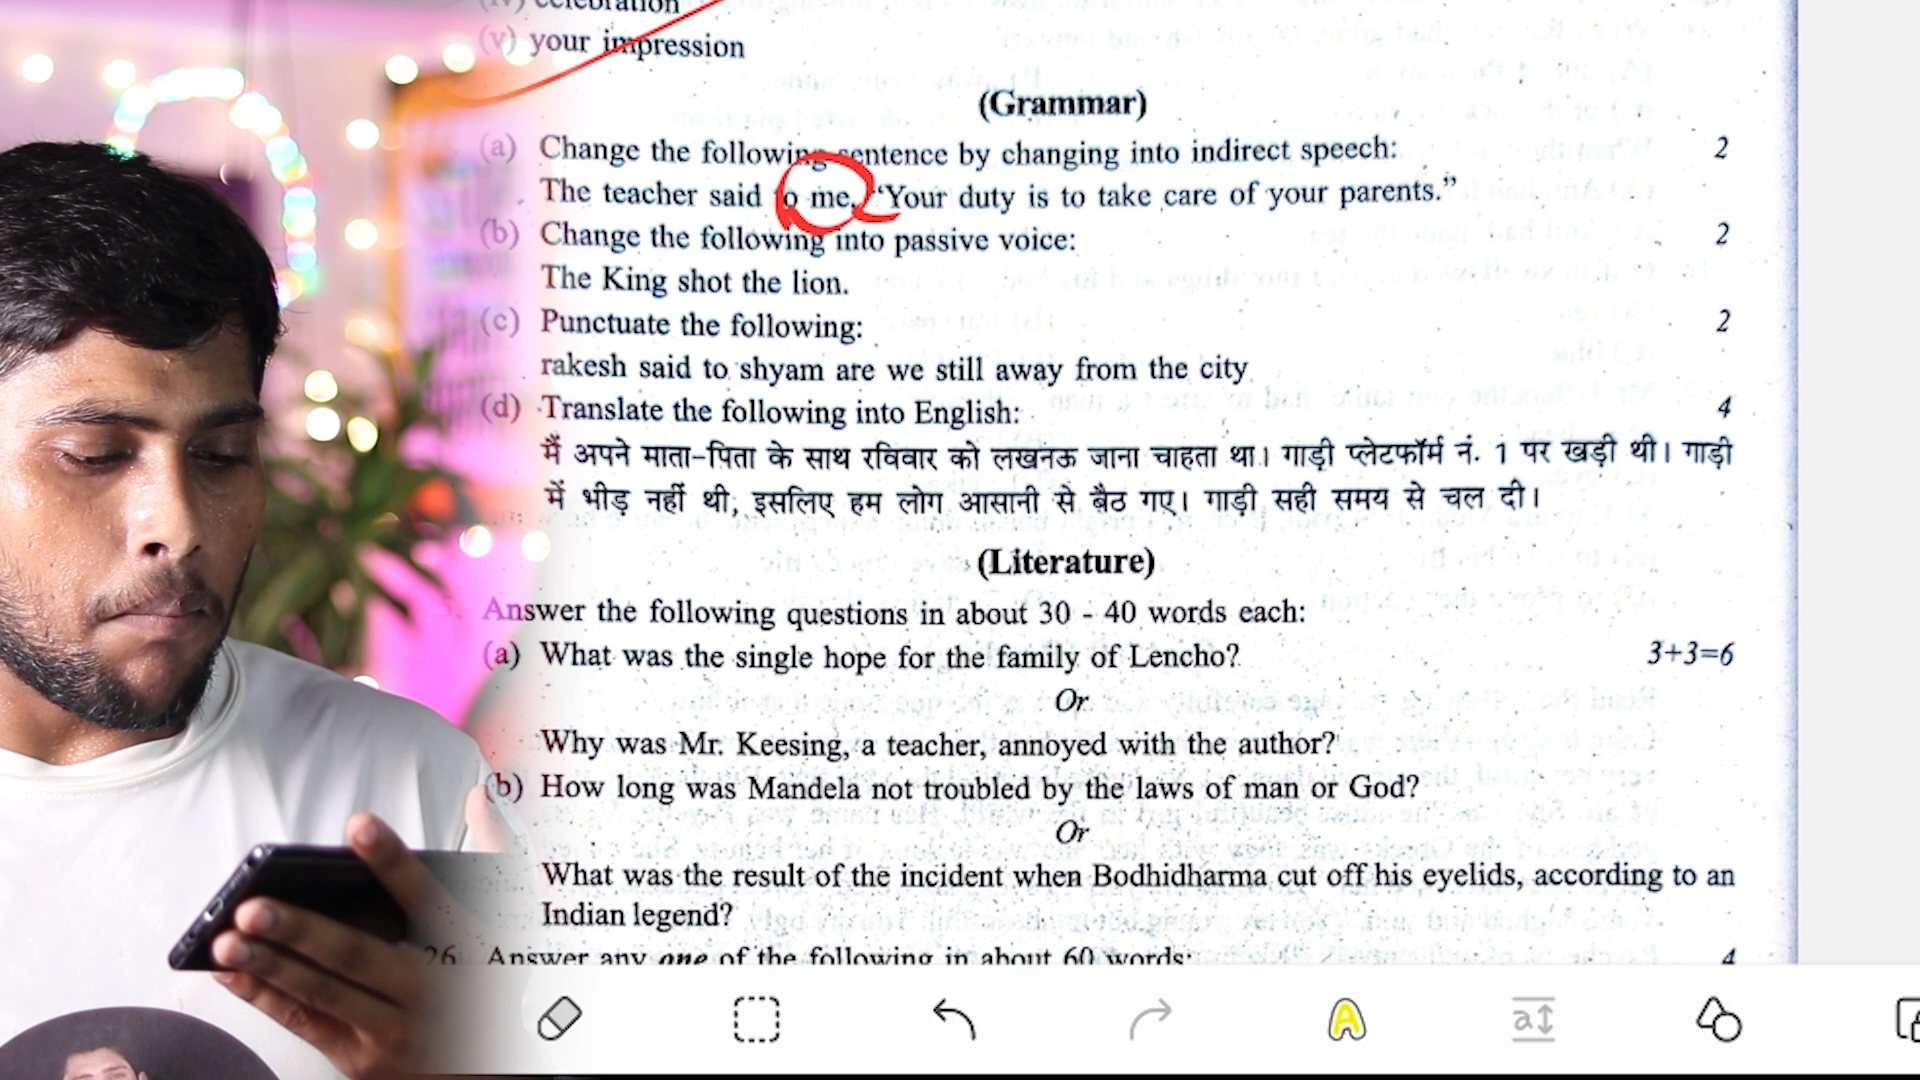 (iv) celebration
(v) your impression
(Grammar)
(a) Change the following sentence by changing into indirect speech: 2
The teacher said to me, “Your duty is to take care of your parents.”
(b) Change the following into passive voice: 2
The King shot the lion.
(c) Punctuate the following: 2
rakesh said to shyam are we still away from the city
(d) Translate the following into English: 4
मैं अपने माता-पिता के साथ रविवार को लखनऊ जाना चाहता था। गाड़ी प्लेटफॉर्म नं. 1 पर खड़ी थी। गाड़ी
में भीड़ नहीं थी, इसलिए हम लोग आसानी से बैठ गए। गाड़ी सही समय से चल दी।
(Literature)
5. Answer the following questions in about 30 - 40 words each:
(a) What was the single hope for the family of Lencho? 3+3=6
Or
Why was Mr. Keesing, a teacher, annoyed with the author?
(b) How long was Mandela not troubled by the laws of man or God?
Or
What was the result of the incident when Bodhidharma cut off his eyelids, according to an
Indian legend?
26. Answer any one of the following in about 60 words: 4
A
a